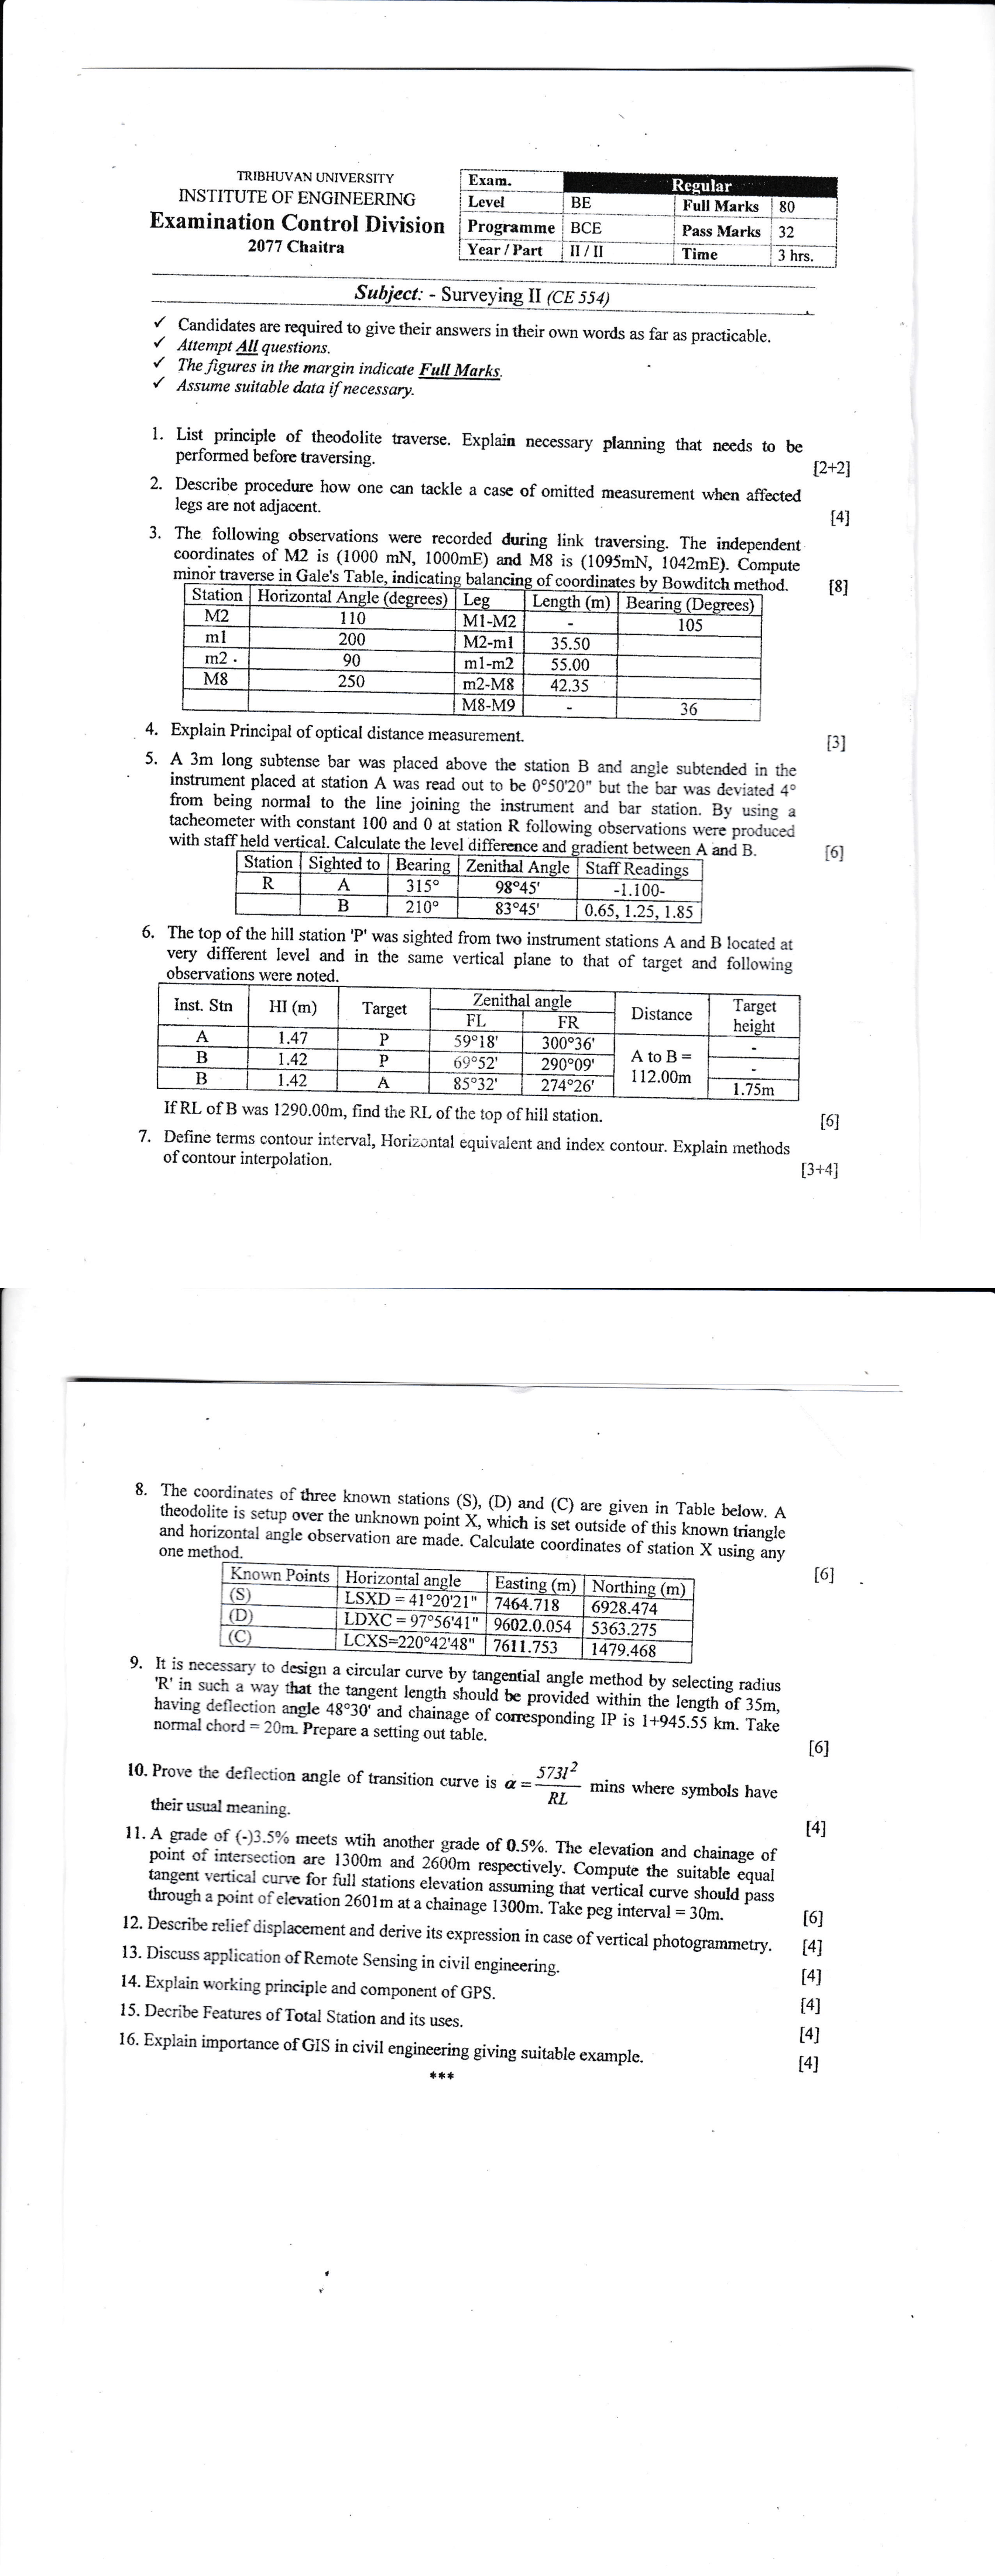 TRIBHUVAN UNIVERSITY
INSTITUTE OF ENGINEERING
Examination Control Division
2077 Chaitra
Exam. Regular
Level BE Full Marks 80
Programme BCE Pass Marks 32
Year / Part II / II Time 3 hrs.
Subject: - Surveying II (CE 554)
✓ Candidates are required to give their answers in their own words as far as practicable.
✓ Attempt All questions.
✓ The figures in the margin indicate Full Marks.
✓ Assume suitable data if necessary.
1. List principle of theodolite traverse. Explain necessary planning that needs to be
performed before traversing. [2+2]
2. Describe procedure how one can tackle a case of omitted measurement when affected
legs are not adjacent. [4]
3. The following observations were recorded during link traversing. The independent
coordinates of M2 is (1000 mN, 1000mE) and M8 is (1095mN, 1042mE). Compute
minor traverse in Gale's Table, indicating balancing of coordinates by Bowditch method. [8]
Station Horizontal Angle (degrees) Leg Length (m) Bearing (Degrees)
M2 110 M1-M2 - 105
m1 200 M2-m1 35.50
m2 . 90 m1-m2 55.00
M8 250 m2-M8 42.35
M8-M9 - 36
4. Explain Principal of optical distance measurement. [3]
5. A 3m long subtense bar was placed above the station B and angle subtended in the
instrument placed at station A was read out to be 0°50'20" but the bar was deviated 4°
from being normal to the line joining the instrument and bar station. By using a
tacheometer with constant 100 and 0 at station R following observations were produced
with staff held vertical. Calculate the level difference and gradient between A and B. [6]
Station Sighted to Bearing Zenithal Angle Staff Readings
R A 315° 98°45' -1.100-
B 210° 83°45' 0.65, 1.25, 1.85
6. The top of the hill station 'P' was sighted from two instrument stations A and B located at
very different level and in the same vertical plane to that of target and following
observations were noted.
Inst. Stn HI (m) Target Zenithal angle Distance Target height
FL FR
A 1.47 P 59°18' 300°36' A to B = 112.00m -
B 1.42 P 69°52' 290°09' -
B 1.42 A 85°32' 274°26' 1.75m
If RL of B was 1290.00m, find the RL of the top of hill station. [6]
7. Define terms contour interval, Horizontal equivalent and index contour. Explain methods
of contour interpolation. [3+4]
8. The coordinates of three known stations (S), (D) and (C) are given in Table below. A
theodolite is setup over the unknown point X, which is set outside of this known triangle
and horizontal angle observation are made. Calculate coordinates of station X using any
one method. [6]
Known Points Horizontal angle Easting (m) Northing (m)
(S) LSXD = 41°20'21" 7464.718 6928.474
(D) LDXC = 97°56'41" 9602.0.054 5363.275
(C) LCXS=220°42'48" 7611.753 1479.468
9. It is necessary to design a circular curve by tangential angle method by selecting radius
'R' in such a way that the tangent length should be provided within the length of 35m,
having deflection angle 48°30' and chainage of corresponding IP is 1+945.55 km. Take
normal chord = 20m. Prepare a setting out table. [6]
10. Prove the deflection angle of transition curve is α = 573l²/RL mins where symbols have
their usual meaning. [4]
11. A grade of (-)3.5% meets wtih another grade of 0.5%. The elevation and chainage of
point of intersection are 1300m and 2600m respectively. Compute the suitable equal
tangent vertical curve for full stations elevation assuming that vertical curve should pass
through a point of elevation 2601m at a chainage 1300m. Take peg interval = 30m. [6]
12. Describe relief displacement and derive its expression in case of vertical photogrammetry. [4]
13. Discuss application of Remote Sensing in civil engineering. [4]
14. Explain working principle and component of GPS. [4]
15. Decribe Features of Total Station and its uses. [4]
16. Explain importance of GIS in civil engineering giving suitable example. [4]
***